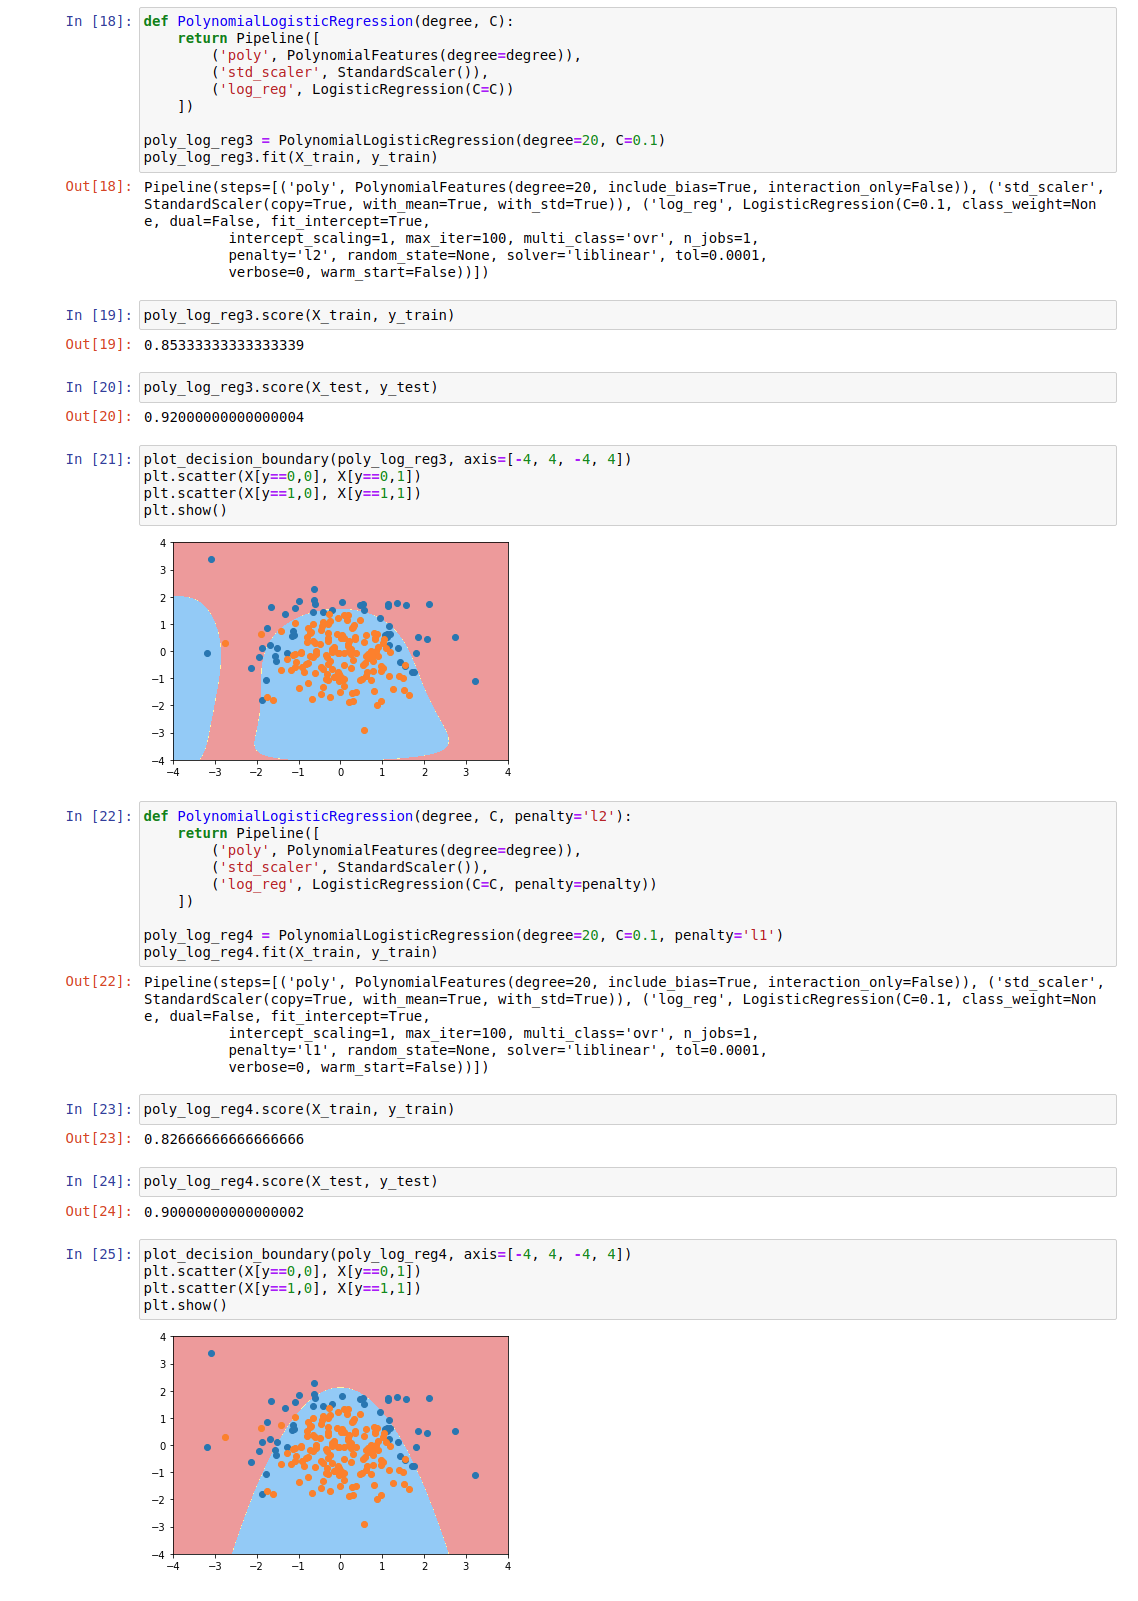 In [18]: def PolynomialLogisticRegression(degree, C):
    return Pipeline([
        ('poly', PolynomialFeatures(degree=degree)),
        ('std_scaler', StandardScaler()),
        ('log_reg', LogisticRegression(C=C))
    ])
poly_log_reg3 = PolynomialLogisticRegression(degree=20, C=0.1)
poly_log_reg3.fit(X_train, y_train)
Out[18]: Pipeline(steps=[('poly', PolynomialFeatures(degree=20, include_bias=True, interaction_only=False)), ('std_scaler',
StandardScaler(copy=True, with_mean=True, with_std=True)), ('log_reg', LogisticRegression(C=0.1, class_weight=Non
e, dual=False, fit_intercept=True,
          intercept_scaling=1, max_iter=100, multi_class='ovr', n_jobs=1,
          penalty='l2', random_state=None, solver='liblinear', tol=0.0001,
          verbose=0, warm_start=False))])
In [19]: poly_log_reg3.score(X_train, y_train)
Out[19]: 0.85333333333333339
In [20]: poly_log_reg3.score(X_test, y_test)
Out[20]: 0.92000000000000004
In [21]: plot_decision_boundary(poly_log_reg3, axis=[-4, 4, -4, 4])
plt.scatter(X[y==0,0], X[y==0,1])
plt.scatter(X[y==1,0], X[y==1,1])
plt.show()
4
3
2
1
0
−1
−2
−3
−4
−4 −3 −2 −1 0 1 2 3 4
In [22]: def PolynomialLogisticRegression(degree, C, penalty='l2'):
    return Pipeline([
        ('poly', PolynomialFeatures(degree=degree)),
        ('std_scaler', StandardScaler()),
        ('log_reg', LogisticRegression(C=C, penalty=penalty))
    ])
poly_log_reg4 = PolynomialLogisticRegression(degree=20, C=0.1, penalty='l1')
poly_log_reg4.fit(X_train, y_train)
Out[22]: Pipeline(steps=[('poly', PolynomialFeatures(degree=20, include_bias=True, interaction_only=False)), ('std_scaler',
StandardScaler(copy=True, with_mean=True, with_std=True)), ('log_reg', LogisticRegression(C=0.1, class_weight=Non
e, dual=False, fit_intercept=True,
          intercept_scaling=1, max_iter=100, multi_class='ovr', n_jobs=1,
          penalty='l1', random_state=None, solver='liblinear', tol=0.0001,
          verbose=0, warm_start=False))])
In [23]: poly_log_reg4.score(X_train, y_train)
Out[23]: 0.82666666666666666
In [24]: poly_log_reg4.score(X_test, y_test)
Out[24]: 0.90000000000000002
In [25]: plot_decision_boundary(poly_log_reg4, axis=[-4, 4, -4, 4])
plt.scatter(X[y==0,0], X[y==0,1])
plt.scatter(X[y==1,0], X[y==1,1])
plt.show()
4
3
2
1
0
−1
−2
−3
−4
−4 −3 −2 −1 0 1 2 3 4